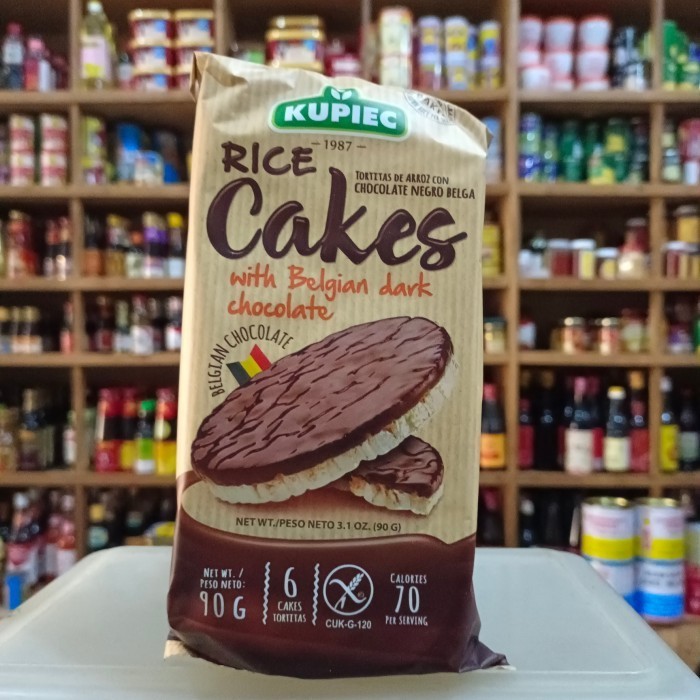 KUPIEC
1987
RICE
TORTITAS DE ARROZ CON
CHOCOLATE NEGRO BELGA
Cakes
with Belgian dark
chocolate
BELGIAN CHOCOLATE
NET WT./PESO NETO 3.1 OZ. (90 G)
NET WT. /
PESO NETO:
90 G
6
CAKES
TORTITAS
CUK-G-120
CALORIES
70
PER SERVING